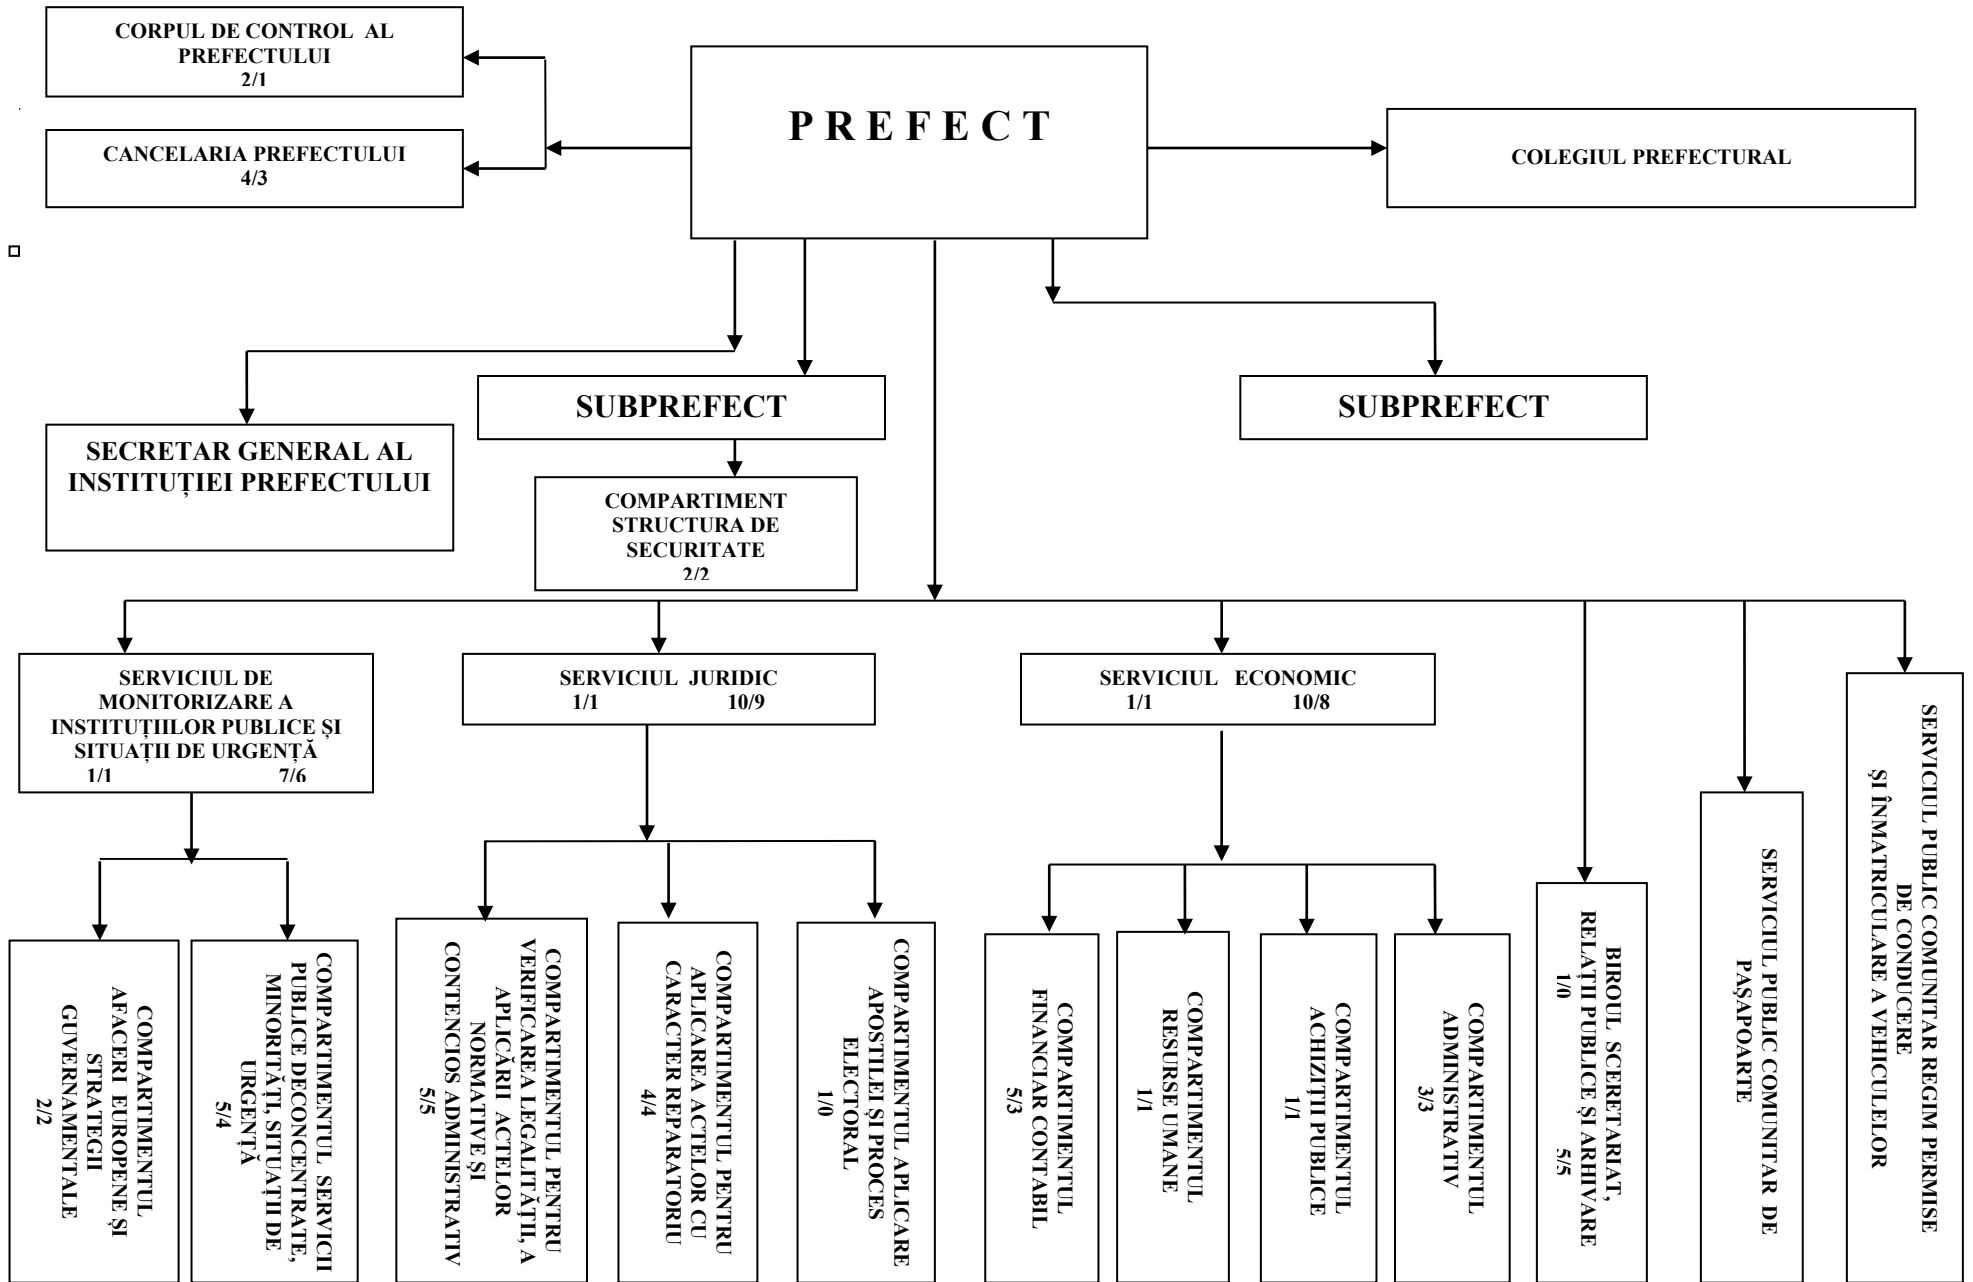 CORPUL DE CONTROL AL
PREFECTULUI
2/1
CANCELARIA PREFECTULUI
4/3
P R E F E C T
COLEGIUL PREFECTURAL
SECRETAR GENERAL AL
INSTITUȚIEI PREFECTULUI
SUBPREFECT
SUBPREFECT
COMPARTIMENT
STRUCTURA DE
SECURITATE
2/2
SERVICIUL DE
MONITORIZARE A
INSTITUȚIILOR PUBLICE ȘI
SITUAȚII DE URGENȚĂ
1/1 7/6
SERVICIUL JURIDIC
1/1 10/9
SERVICIUL ECONOMIC
1/1 10/8
COMPARTIMENTUL
AFACERI EUROPENE ȘI
STRATEGII
GUVERNAMENTALE
2/2
COMPARTIMENTUL SERVICII
PUBLICE DECONCENTRATE,
MINORITĂȚI, SITUAȚII DE
URGENȚĂ
5/4
COMPARTIMENTUL PENTRU
VERIFICAREA LEGALITĂȚII, A
APLICĂRII ACTELOR
NORMATIVE ȘI
CONTENCIOS ADMINISTRATIV
5/5
COMPARTIMENTUL PENTRU
APLICAREA ACTELOR CU
CARACTER REPARATORIU
4/4
COMPARTIMENTUL APLICARE
APOSTILEI ȘI PROCES
ELECTORAL
1/0
COMPARTIMENTUL
FINANCIAR CONTABIL
5/3
COMPARTIMENTUL
RESURSE UMANE
1/1
COMPARTIMENTUL
ACHIZIȚII PUBLICE
1/1
COMPARTIMENTUL
ADMINISTRATIV
3/3
BIROUL SCERETARIAT,
RELAȚII PUBLICE ȘI ARHIVARE
1/0 5/5
SERVICIUL PUBLIC COMUNITAR DE
PAȘAPOARTE
SERVICIUL PUBLIC COMUNITAR REGIM PERMISE
DE CONDUCERE
ȘI ÎNMATRICULARE A VEHICULELOR